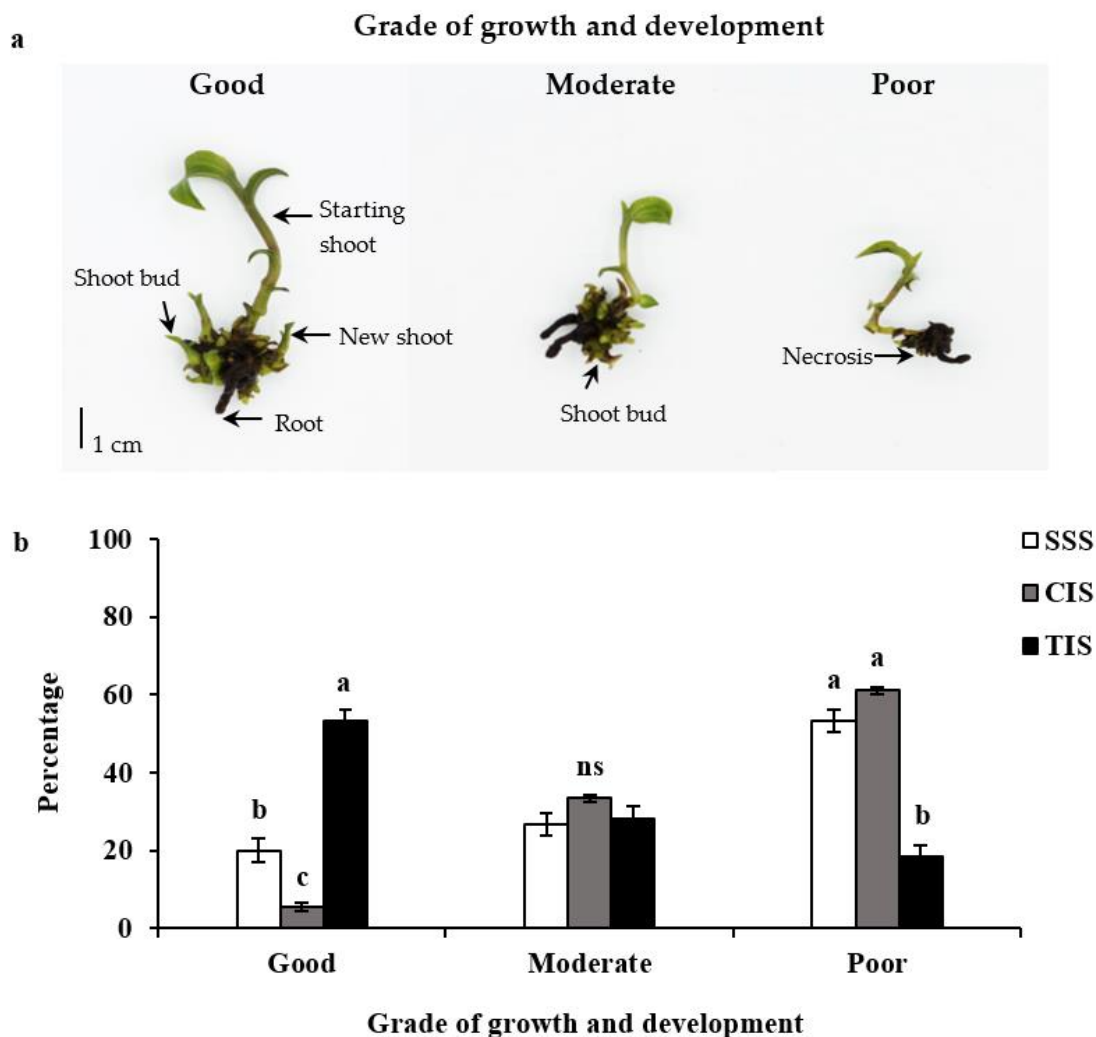 a
Grade of growth and development
Good
Moderate
Poor
Starting
shoot
Shoot bud
New shoot
Necrosis
Shoot bud
Root
1 cm
b
100
80
60
40
20
0
Percentage
b
c
a
ns
a
a
b
SSS
CIS
TIS
Good
Moderate
Poor
Grade of growth and development